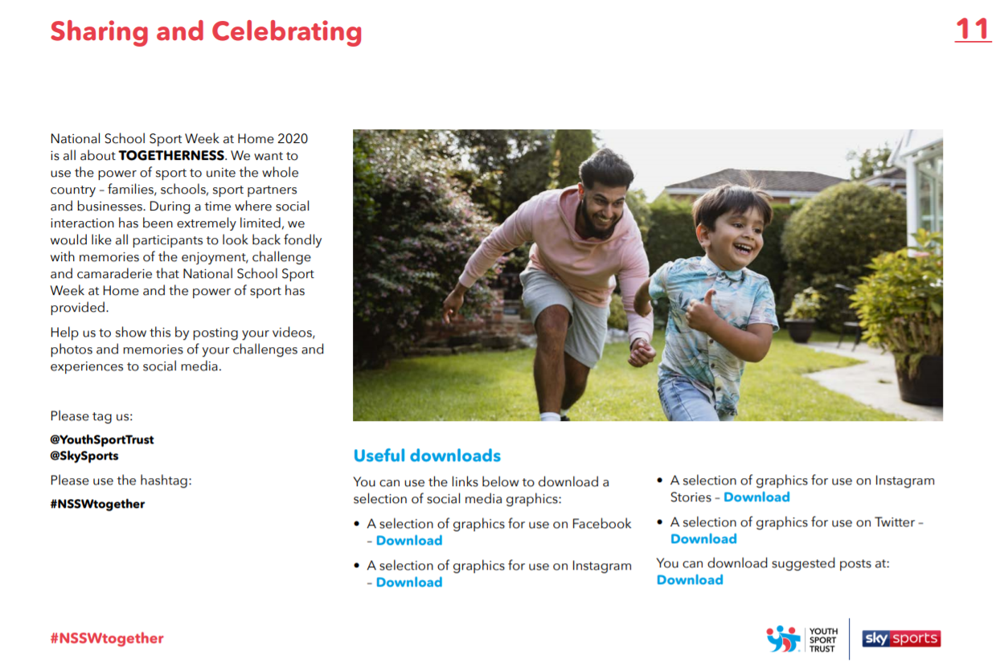 Sharing and Celebrating
11
National School Sport Week at Home 2020
is all about TOGETHERNESS. We want to
use the power of sport to unite the whole
country – families, schools, sport partners
and businesses. During a time where social
interaction has been extremely limited, we
would like all participants to look back fondly
with memories of the enjoyment, challenge
and camaraderie that National School Sport
Week at Home and the power of sport has
provided.
Help us to show this by posting your videos,
photos and memories of your challenges and
experiences to social media.
Please tag us:
@YouthSportTrust
@SkySports
Please use the hashtag:
#NSSWtogether
Useful downloads
You can use the links below to download a
selection of social media graphics:
• A selection of graphics for use on Facebook
– Download
• A selection of graphics for use on Instagram
– Download
• A selection of graphics for use on Instagram
Stories – Download
• A selection of graphics for use on Twitter –
Download
You can download suggested posts at:
Download
#NSSWtogether
YOUTH
SPORT
TRUST
sky sports